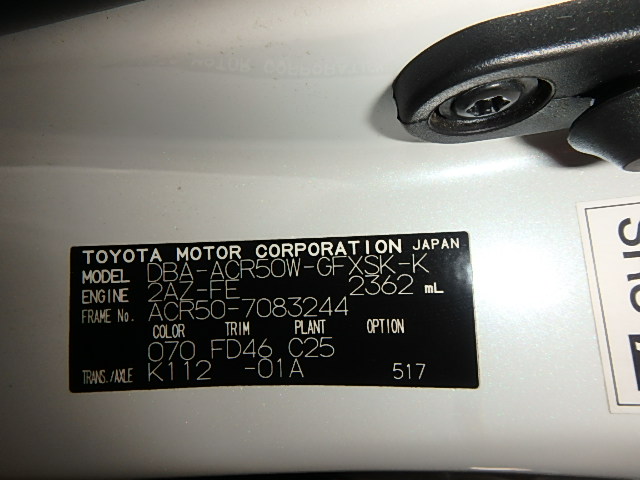 TOYOTA MOTOR CORPORATION JAPAN
MODEL DBA-ACR50W-GFXSK-K
ENGINE 2AZ-FE 2362 mL
FRAME No. ACR50-7083244
COLOR TRIM PLANT OPTION
070 FD46 C25
TRANS./AXLE K112 -01A 517
SRS